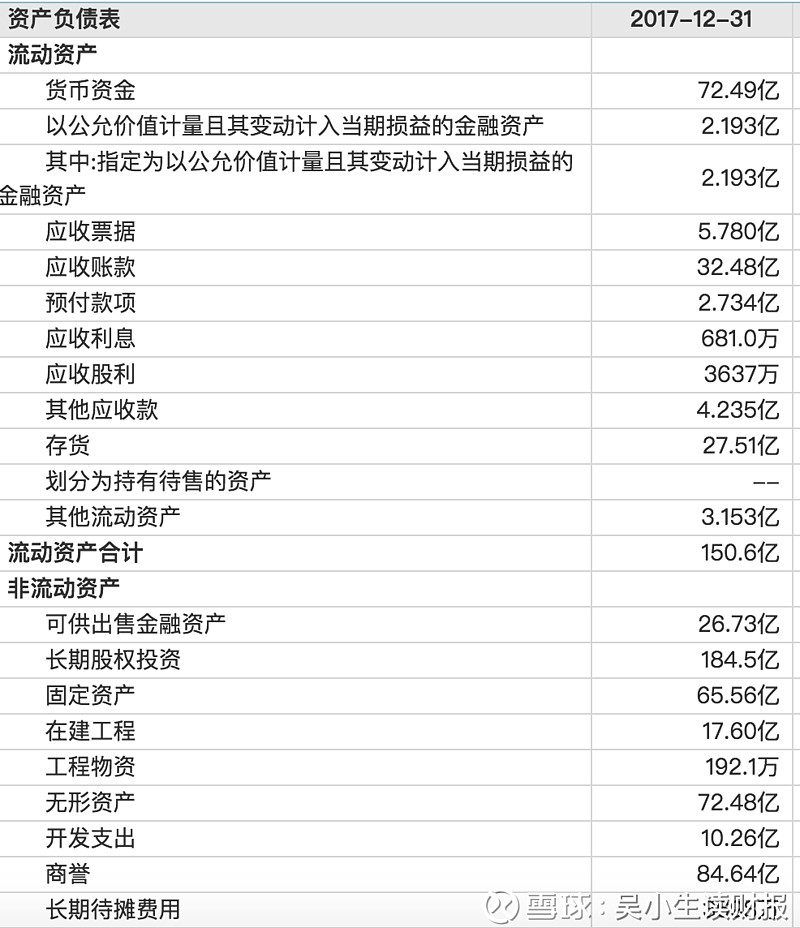 资产负债表 2017-12-31
流动资产
货币资金 72.49亿
以公允价值计量且其变动计入当期损益的金融资产 2.193亿
其中:指定为以公允价值计量且其变动计入当期损益的
金融资产 2.193亿
应收票据 5.780亿
应收账款 32.48亿
预付款项 2.734亿
应收利息 681.0万
应收股利 3637万
其他应收款 4.235亿
存货 27.51亿
划分为持有待售的资产 --
其他流动资产 3.153亿
流动资产合计 150.6亿
非流动资产
可供出售金融资产 26.73亿
长期股权投资 184.5亿
固定资产 65.56亿
在建工程 17.60亿
工程物资 192.1万
无形资产 72.48亿
开发支出 10.26亿
商誉 84.64亿
长期待摊费用
雪球:吴小生读财报